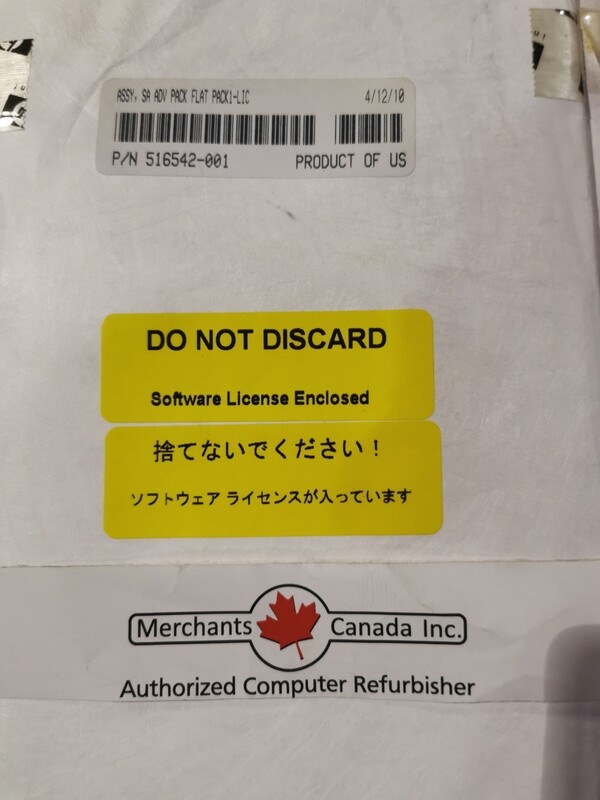 ASSY, SA ADV PACK FLAT PACK1-LIC 4/12/10
P/N 516542-001 PRODUCT OF US
DO NOT DISCARD
Software License Enclosed
捨てないでください！
ソフトウェア ライセンスが入っています
Merchants Canada Inc.
Authorized Computer Refurbisher